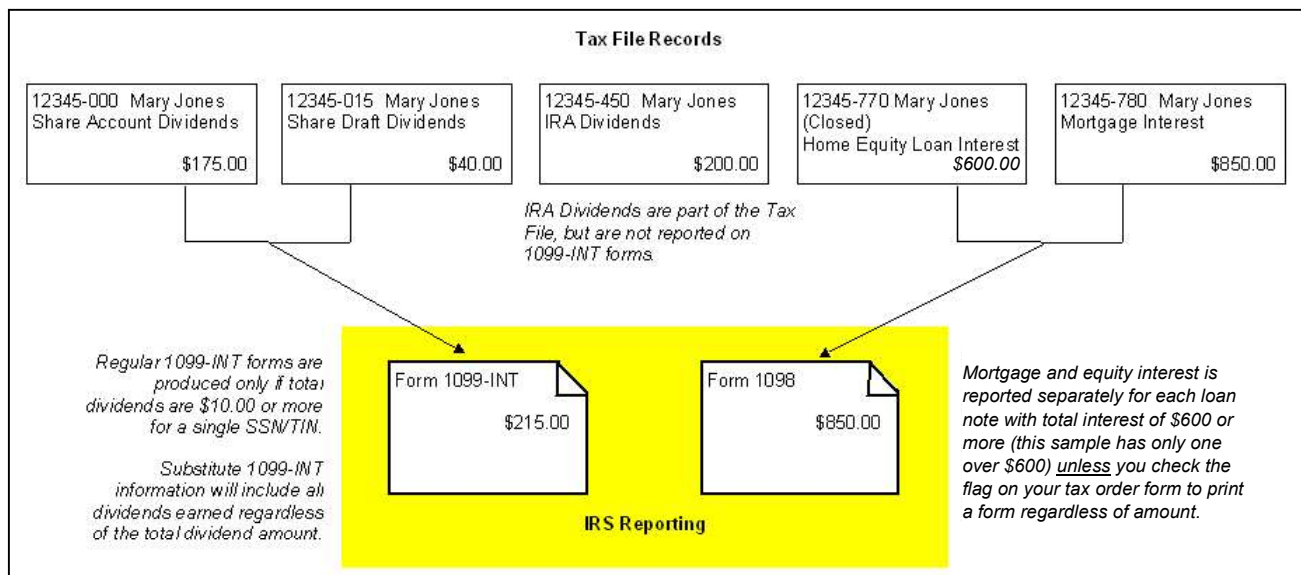 Tax File Records
12345-000 Mary Jones
Share Account Dividends
$175.00
12345-015 Mary Jones
Share Draft Dividends
$40.00
12345-450 Mary Jones
IRA Dividends
$200.00
12345-770 Mary Jones
(Closed)
Home Equity Loan Interest
$600.00
12345-780 Mary Jones
Mortgage Interest
$850.00
IRA Dividends are part of the Tax
File, but are not reported on
1099-INT forms.
Regular 1099-INT forms are
produced only if total
dividends are $10.00 or more
for a single SSN/TIN.
Substitute 1099-INT
information will include all
dividends earned regardless
of the total dividend amount.
Form 1099-INT
$215.00
Form 1098
$850.00
IRS Reporting
Mortgage and equity interest is
reported separately for each loan
note with total interest of $600 or
more (this sample has only one
over $600) unless you check the
flag on your tax order form to print
a form regardless of amount.